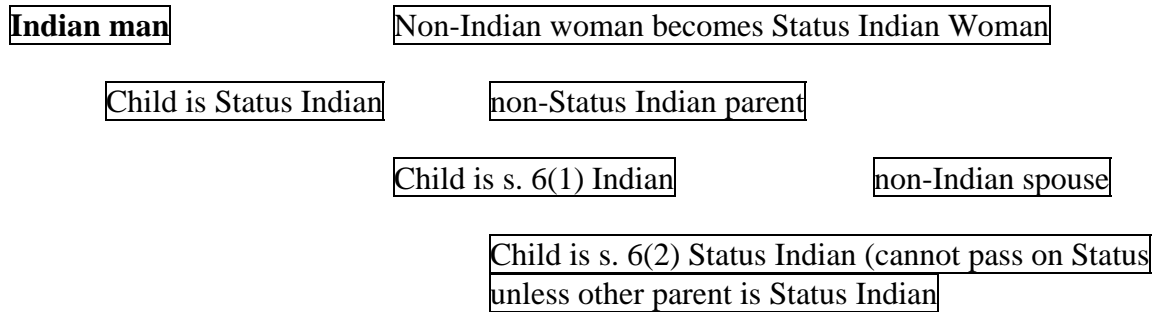 Indian man Non-Indian woman becomes Status Indian Woman
Child is Status Indian non-Status Indian parent
Child is s. 6(1) Indian non-Indian spouse
Child is s. 6(2) Status Indian (cannot pass on Status
unless other parent is Status Indian